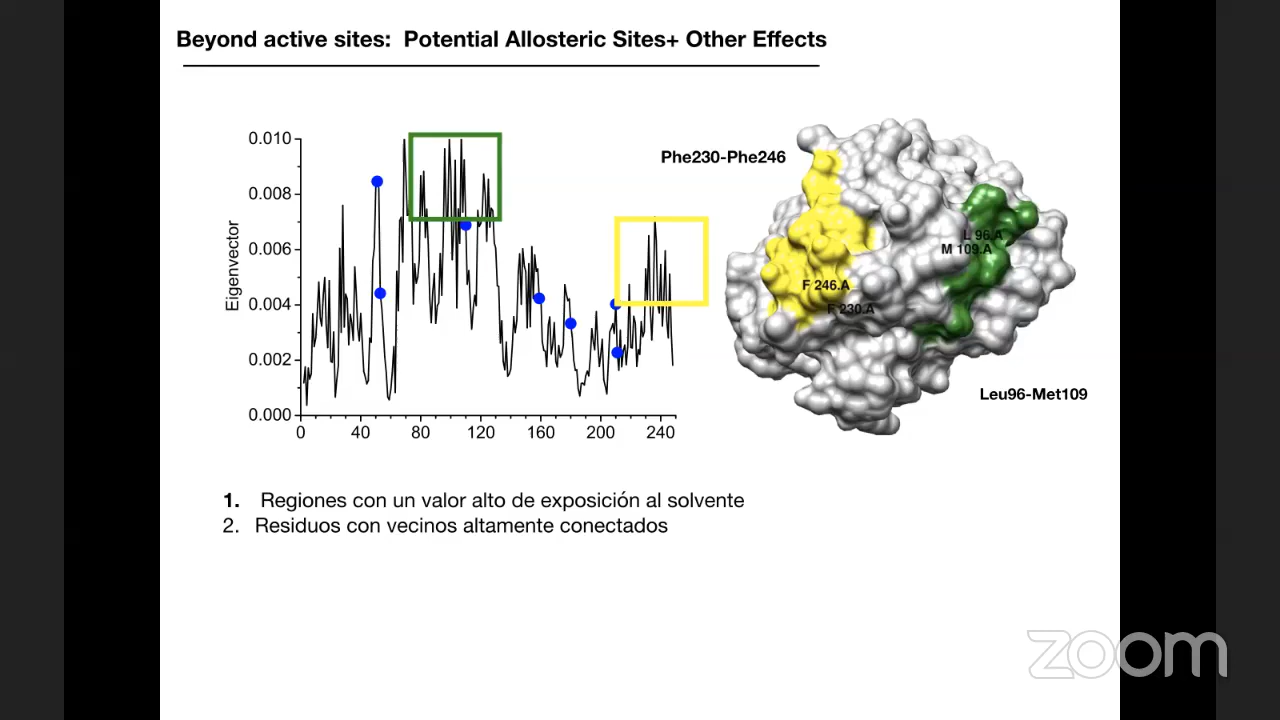 Beyond active sites: Potential Allosteric Sites+ Other Effects
Eigenvector
0.010
0.008
0.006
0.004
0.002
0.000
0 40 80 120 160 200 240
Phe230-Phe246
L 96.A
M 109.A
F 246.A
F 230.A
Leu96-Met109
1. Regiones con un valor alto de exposición al solvente
2. Residuos con vecinos altamente conectados
zoom